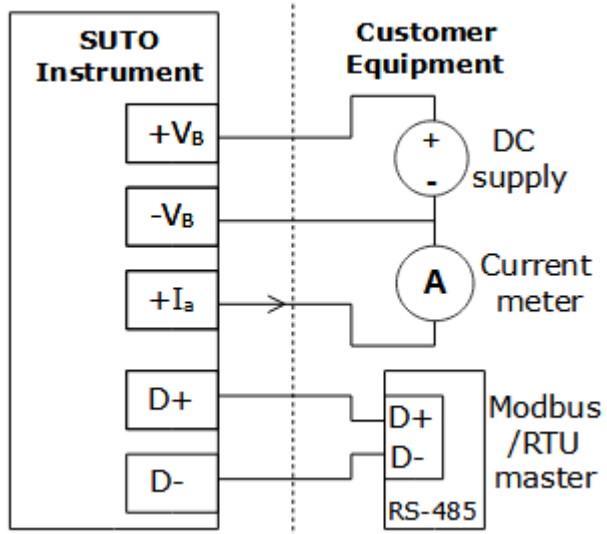 SUTO
Instrument
Customer
Equipment
+VB
-VB
+Ia
D+
D-
+
-
DC
supply
A
Current
meter
D+
D-
RS-485
Modbus
/RTU
master